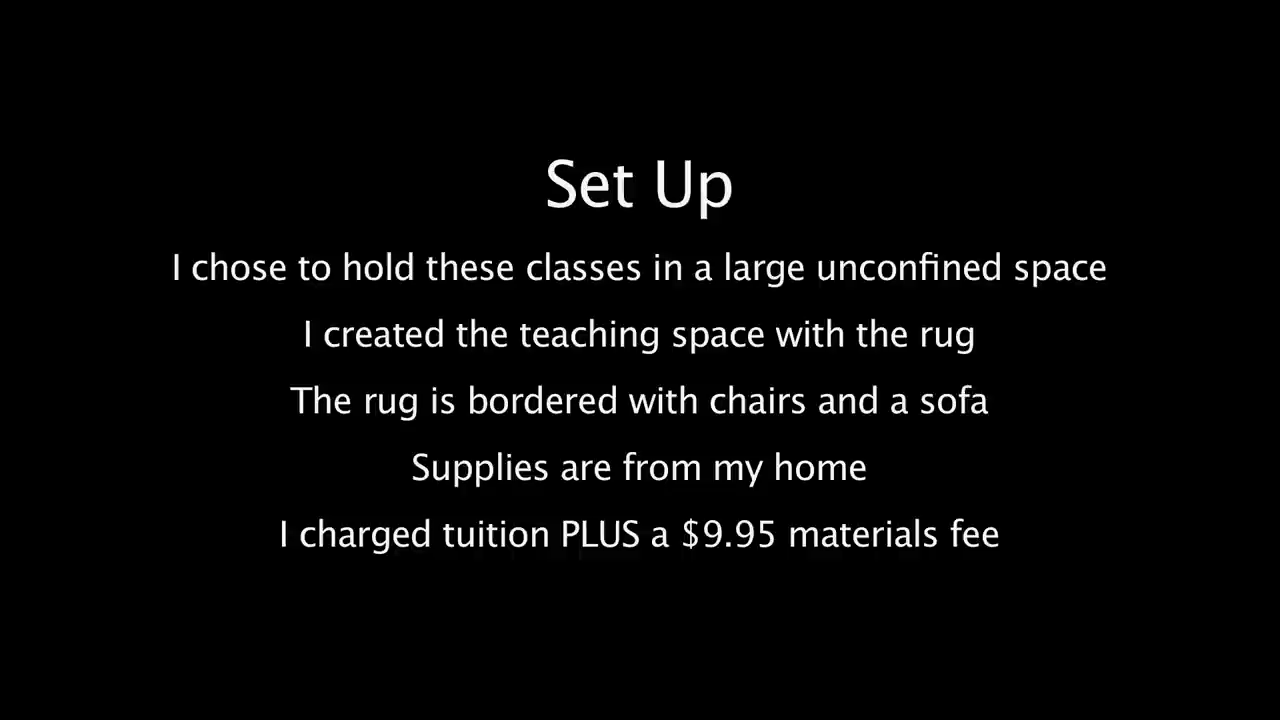 Set Up
I chose to hold these classes in a large unconfined space
I created the teaching space with the rug
The rug is bordered with chairs and a sofa
Supplies are from my home
I charged tuition PLUS a $9.95 materials fee